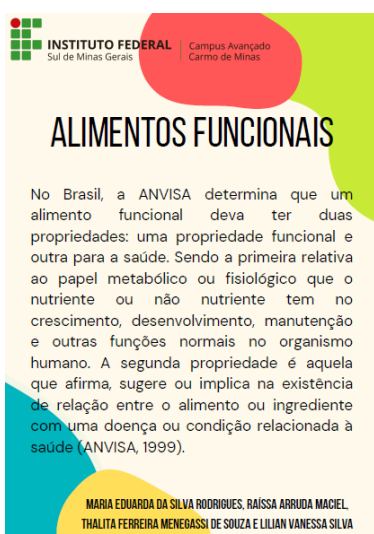 INSTITUTO FEDERAL
Sul de Minas Gerais
Campus Avançado
Carmo de Minas
ALIMENTOS FUNCIONAIS
No Brasil, a ANVISA determina que um
alimento funcional deva ter duas
propriedades: uma propriedade funcional e
outra para a saúde. Sendo a primeira relativa
ao papel metabólico ou fisiológico que o
nutriente ou não nutriente tem no
crescimento, desenvolvimento, manutenção
e outras funções normais no organismo
humano. A segunda propriedade é aquela
que afirma, sugere ou implica na existência
de relação entre o alimento ou ingrediente
com uma doença ou condição relacionada à
saúde (ANVISA, 1999).
MARIA EDUARDA DA SILVA RODRIGUES, RAÍSSA ARRUDA MACIEL,
THALITA FERREIRA MENEGASSI DE SOUZA E LILIAN VANESSA SILVA